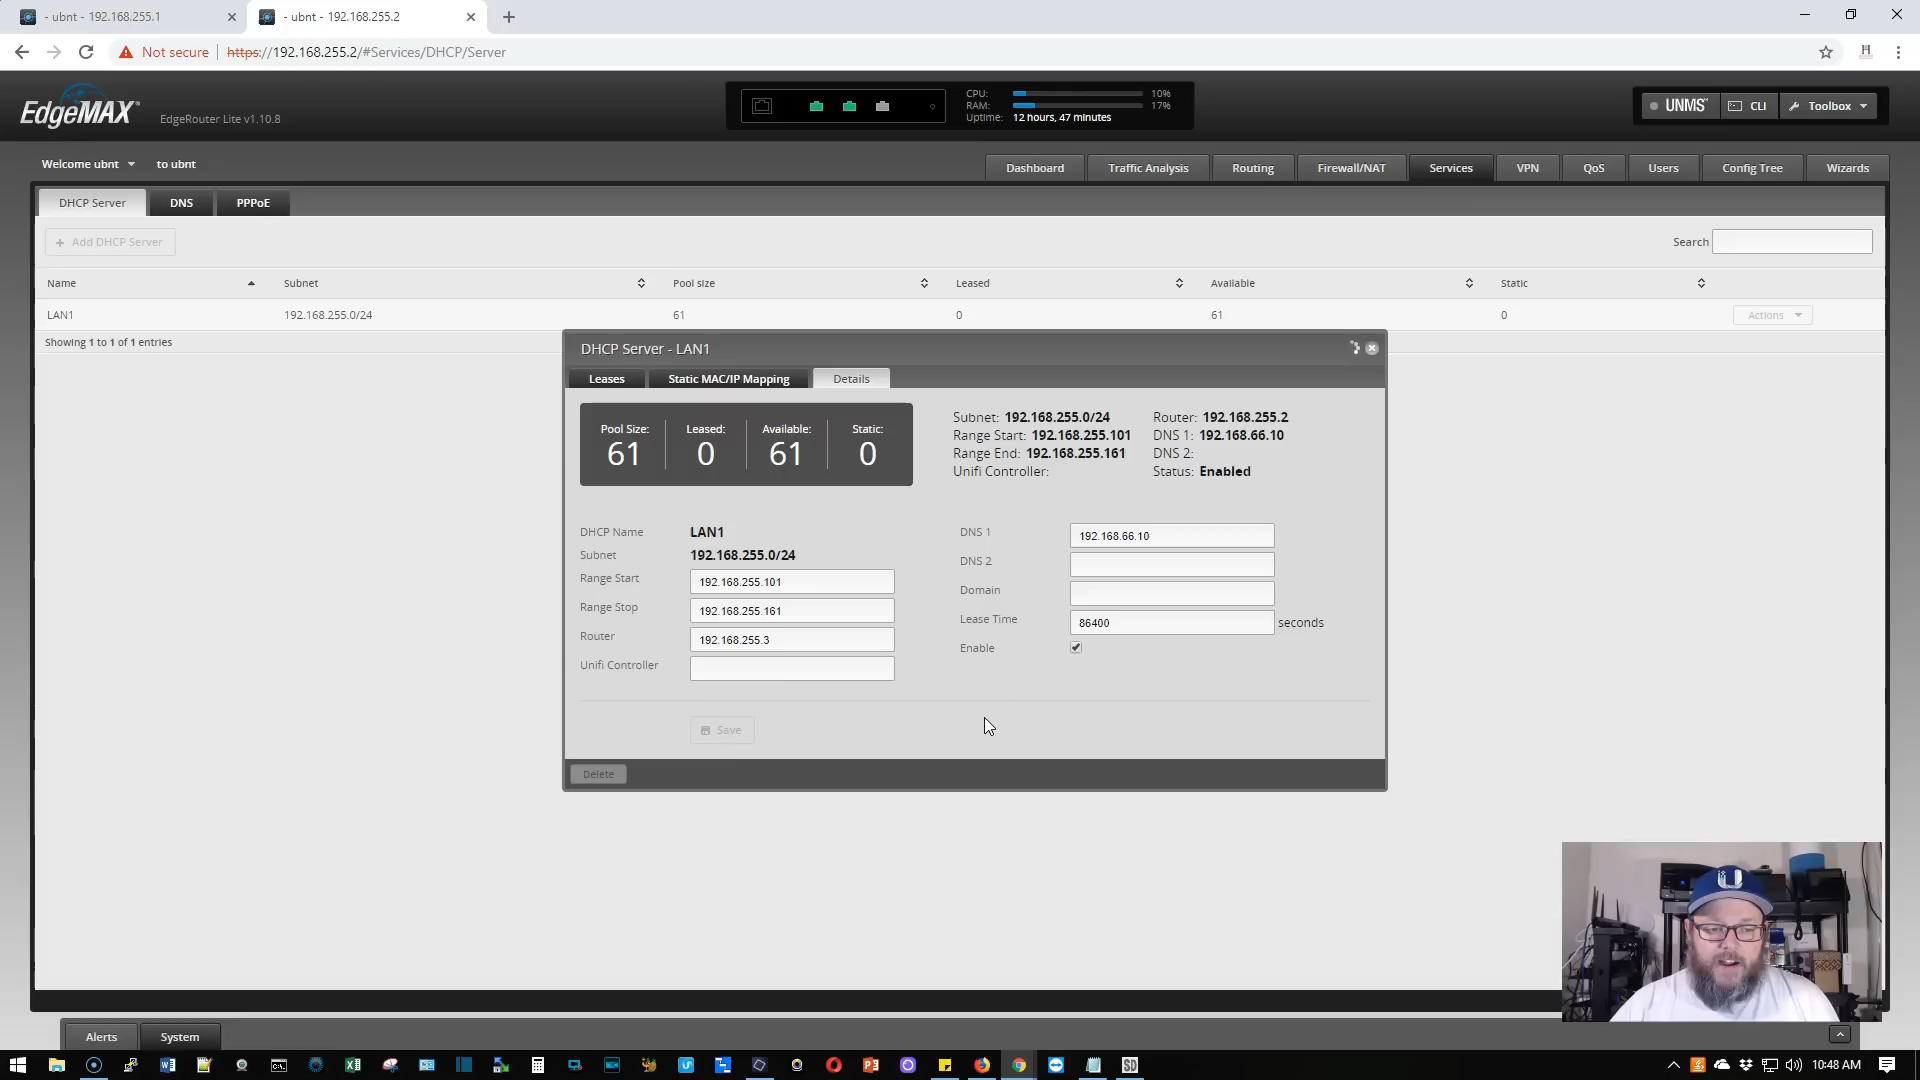 - ubnt - 192.168.255.1
- ubnt - 192.168.255.2
Not secure
https://192.168.255.2/#Services/DHCP/Server
EdgeMAX
EdgeRouter Lite v1.10.8
CPU: 10%
RAM: 17%
Uptime: 12 hours, 47 minutes
UNMS
CLI
Toolbox
Welcome ubnt
to ubnt
Dashboard
Traffic Analysis
Routing
Firewall/NAT
Services
VPN
QoS
Users
Config Tree
Wizards
DHCP Server
DNS
PPPoE
+ Add DHCP Server
Search
Name Subnet Pool size Leased Available Static
LAN1 192.168.255.0/24 61 0 61 0 Actions
Showing 1 to 1 of 1 entries
DHCP Server - LAN1
Leases
Static MAC/IP Mapping
Details
Pool Size: Leased: Available: Static:
61 0 61 0
Subnet: 192.168.255.0/24
Range Start: 192.168.255.101
Range End: 192.168.255.161
Unifi Controller:
Router: 192.168.255.2
DNS 1: 192.168.66.10
DNS 2:
Status: Enabled
DHCP Name LAN1
Subnet 192.168.255.0/24
Range Start 192.168.255.101
Range Stop 192.168.255.161
Router 192.168.255.3
Unifi Controller
DNS 1 192.168.66.10
DNS 2
Domain
Lease Time 86400 seconds
Enable
Save
Delete
Alerts
System
10:48 AM